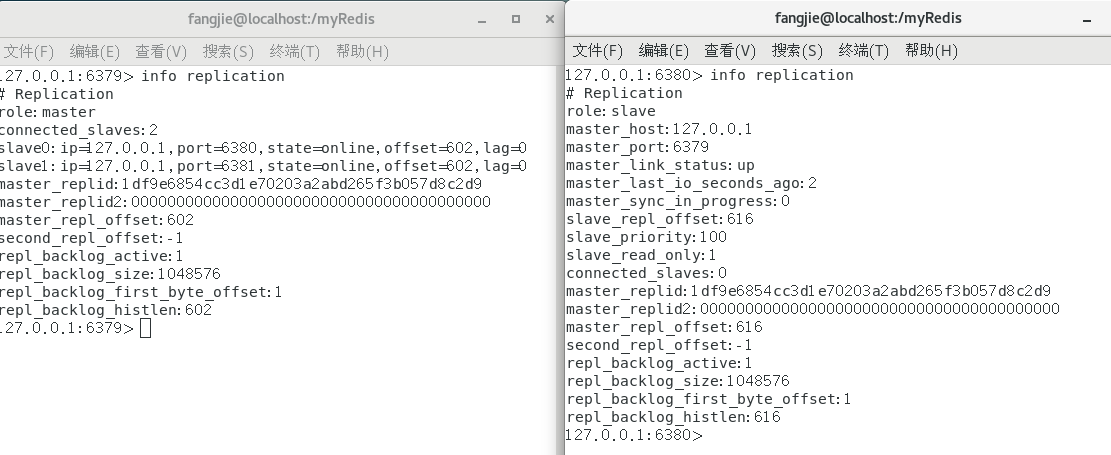 fangjie@localhost:/myRedis
文件(F) 编辑(E) 查看(V) 搜索(S) 终端(T) 帮助(H)
127.0.0.1:6379> info replication
# Replication
role:master
connected_slaves:2
slave0:ip=127.0.0.1,port=6380,state=online,offset=602,lag=0
slave1:ip=127.0.0.1,port=6381,state=online,offset=602,lag=0
master_replid:1df9e6854cc3d1e70203a2abd265f3b057d8c2d9
master_replid2:0000000000000000000000000000000000000000
master_repl_offset:602
second_repl_offset:-1
repl_backlog_active:1
repl_backlog_size:1048576
repl_backlog_first_byte_offset:1
repl_backlog_histlen:602
127.0.0.1:6379>
fangjie@localhost:/myRedis
文件(F) 编辑(E) 查看(V) 搜索(S) 终端(T) 帮助(H)
127.0.0.1:6380> info replication
# Replication
role:slave
master_host:127.0.0.1
master_port:6379
master_link_status:up
master_last_io_seconds_ago:2
master_sync_in_progress:0
slave_repl_offset:616
slave_priority:100
slave_read_only:1
connected_slaves:0
master_replid:1df9e6854cc3d1e70203a2abd265f3b057d8c2d9
master_replid2:0000000000000000000000000000000000000000
master_repl_offset:616
second_repl_offset:-1
repl_backlog_active:1
repl_backlog_size:1048576
repl_backlog_first_byte_offset:1
repl_backlog_histlen:616
127.0.0.1:6380>